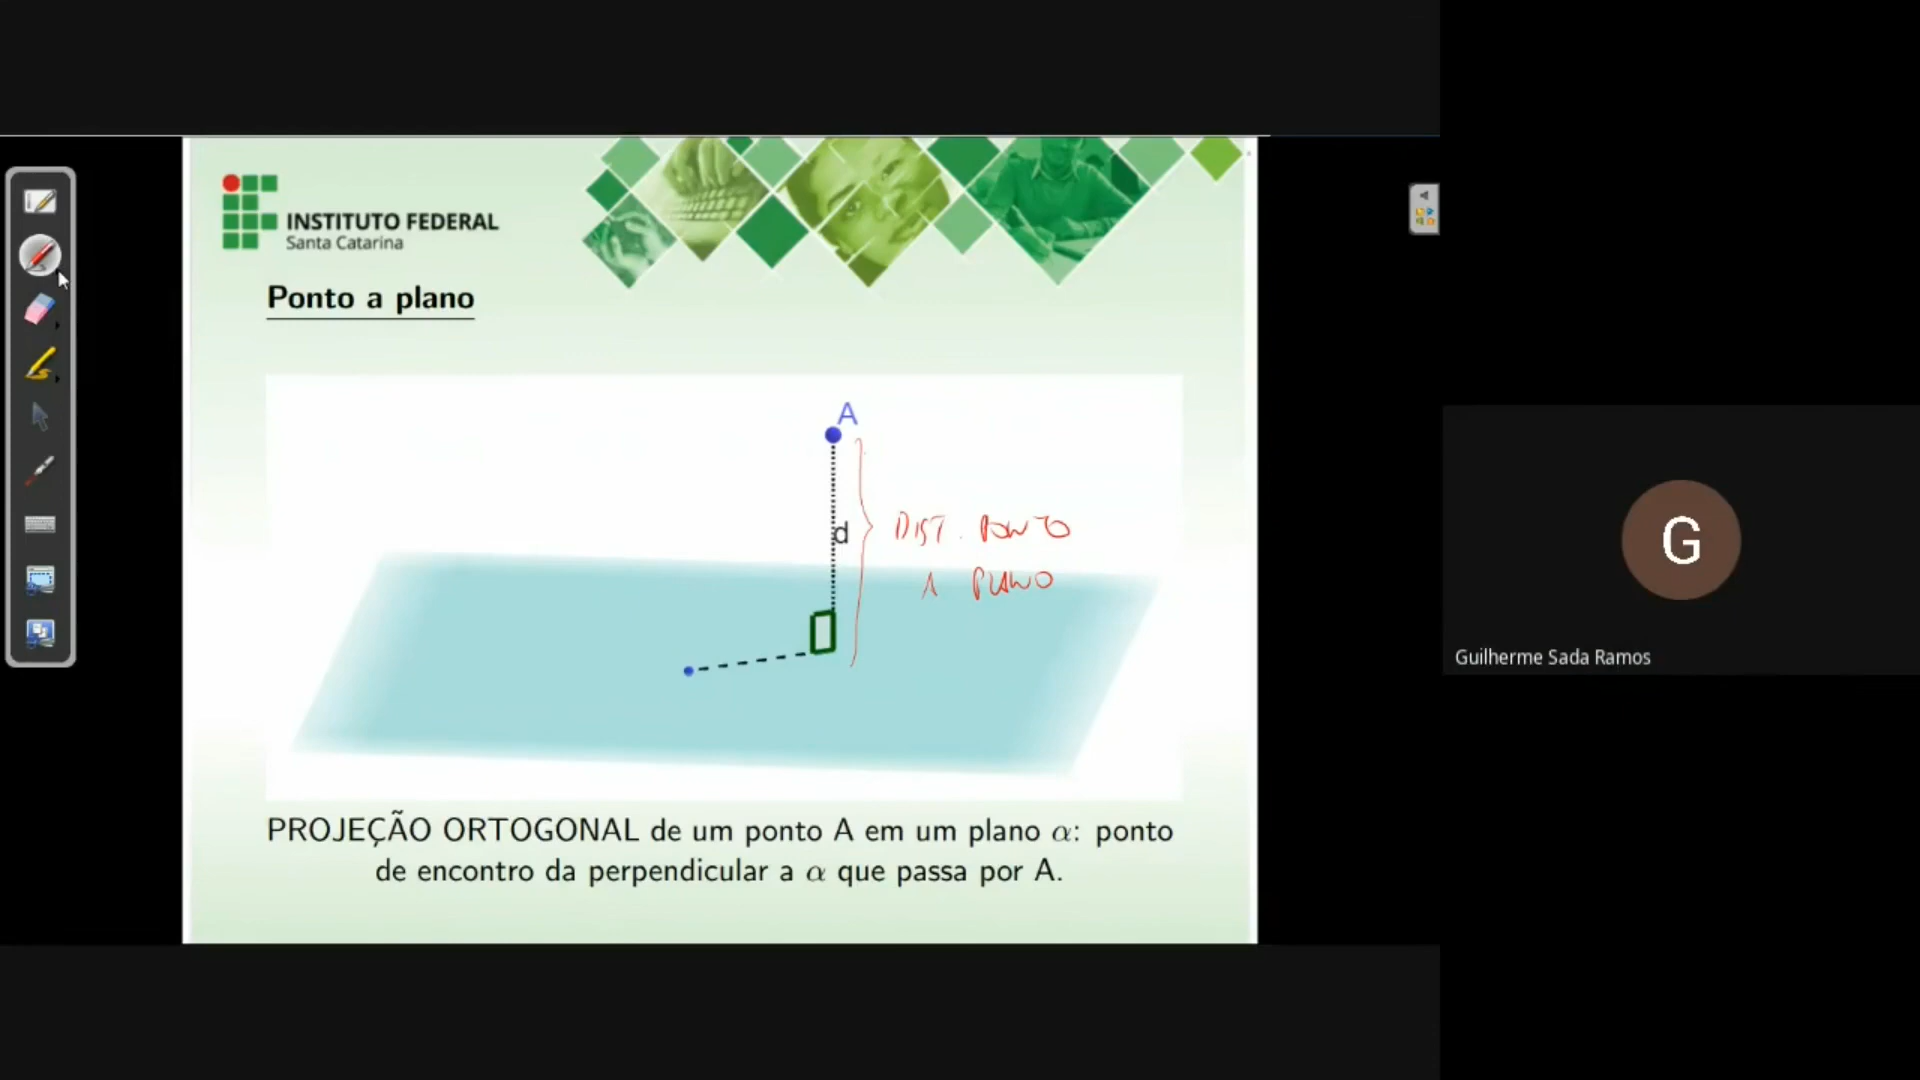 INSTITUTO FEDERAL
Santa Catarina
Ponto a plano
A
d
DIST. PONTO
A PLANO
PROJEÇÃO ORTOGONAL de um ponto A em um plano α: ponto
de encontro da perpendicular a α que passa por A.
G
Guilherme Sada Ramos